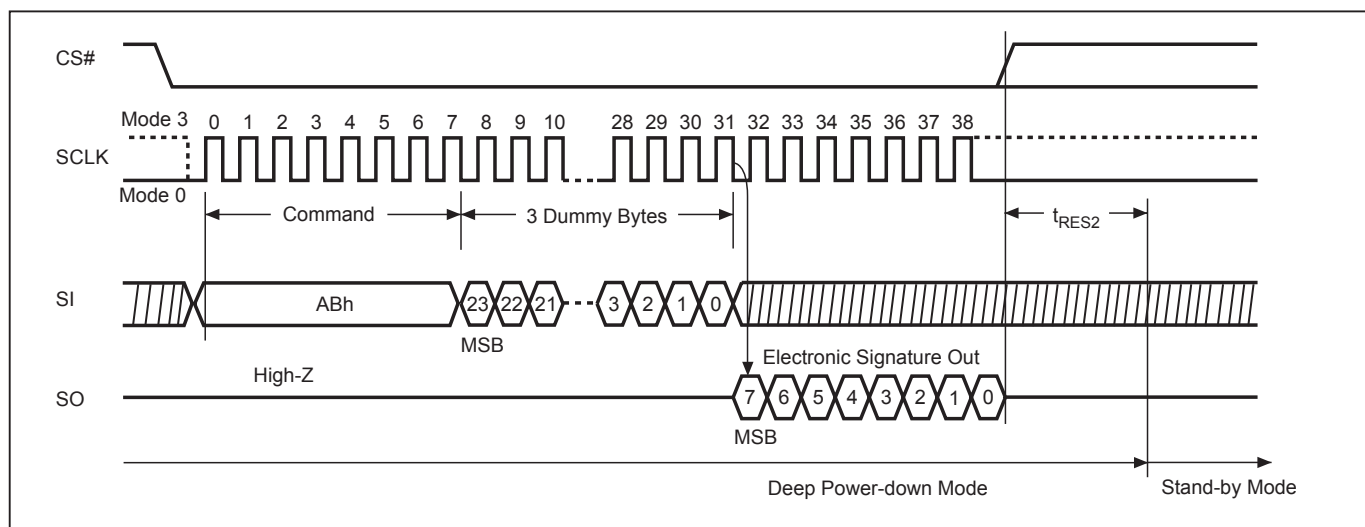 CS#
Mode 3 0 1 2 3 4 5 6 7 8 9 10 28 29 30 31 32 33 34 35 36 37 38
SCLK
Mode 0
Command 3 Dummy Bytes tRES2
SI ABh 23 22 21 3 2 1 0
MSB
High-Z Electronic Signature Out
SO 7 6 5 4 3 2 1 0
MSB
Deep Power-down Mode Stand-by Mode